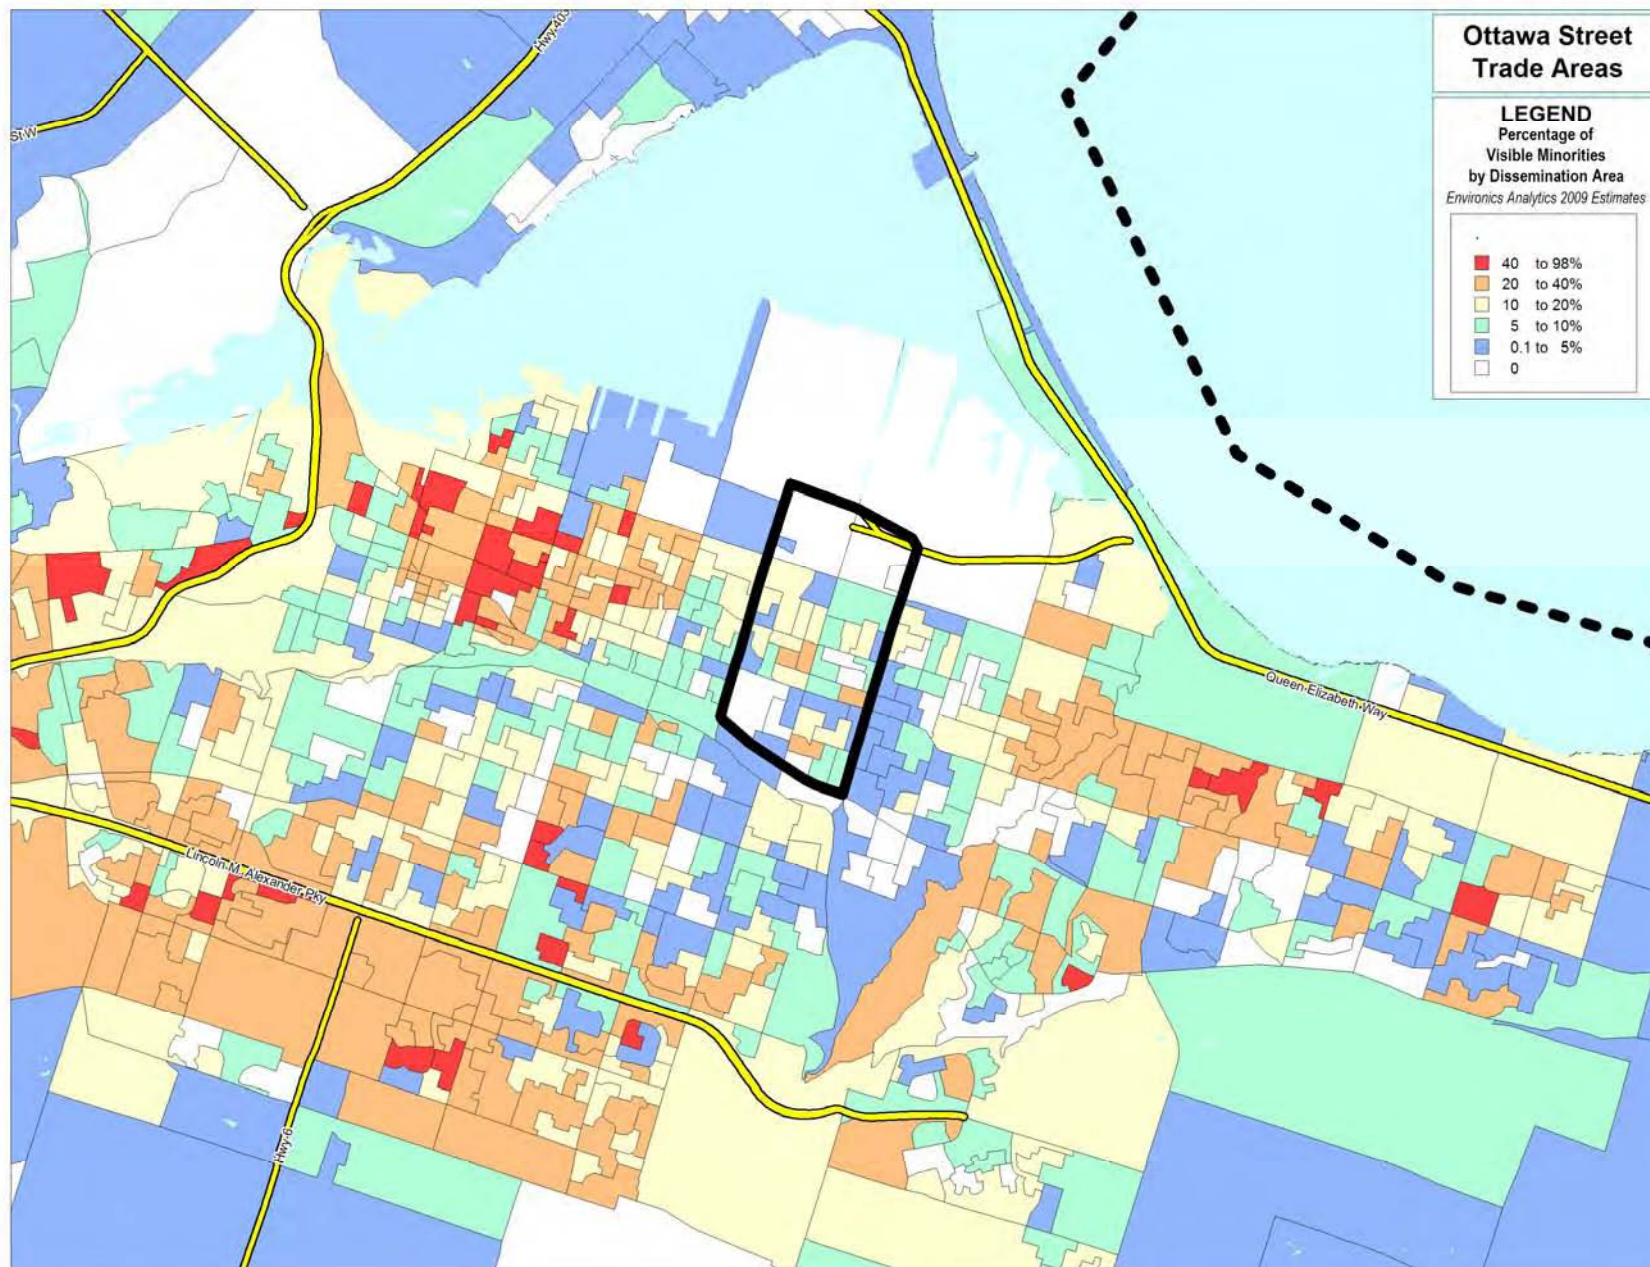 Ottawa Street
Trade Areas
LEGEND
Percentage of
Visible Minorities
by Dissemination Area
Environics Analytics 2009 Estimates
40 to 98%
20 to 40%
10 to 20%
5 to 10%
0.1 to 5%
0
Hwy 403
St W
Queen Elizabeth Way
Lincoln M. Alexander Pky
Hwy 6